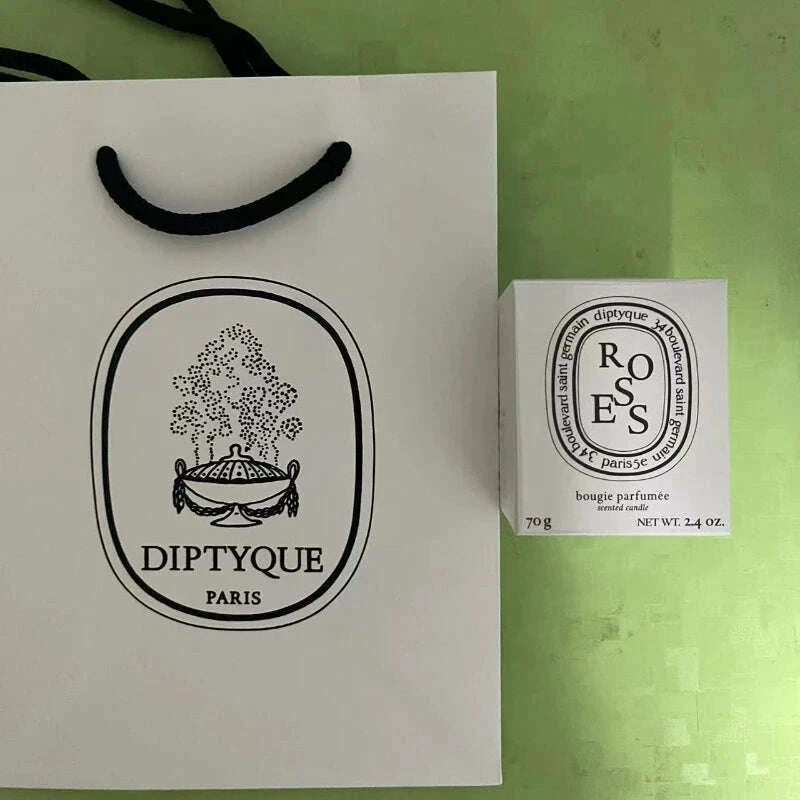 DIPTYQUE
PARIS
diptyque 34 boulevard saint germain paris5e 34 boulevard saint germain
ROSES
bougie parfumée
scented candle
70 g
NET WT. 2.4 OZ.